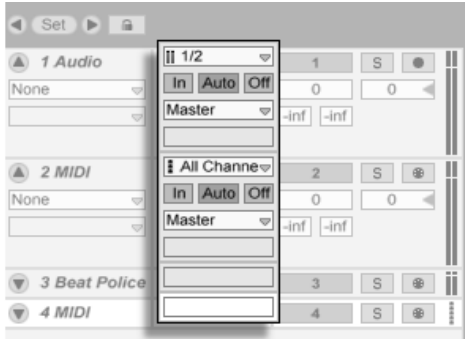 Set
1 Audio 1/2 1 S
None In Auto Off 0 0
Master -inf -inf
2 MIDI All Channe 2 S
None In Auto Off 0 0
Master -inf -inf
3 Beat Police 3 S
4 MIDI 4 S